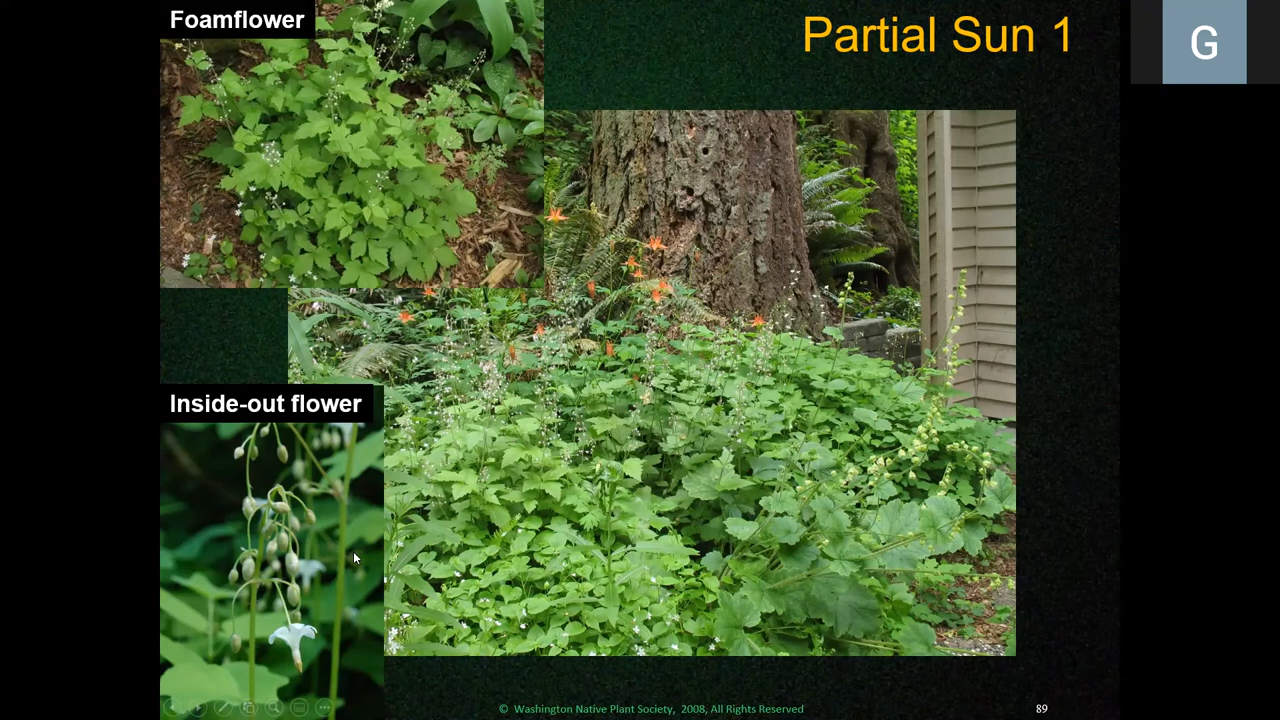 Foamflower
Partial Sun 1
G
Inside-out flower
© Washington Native Plant Society, 2008, All Rights Reserved
89